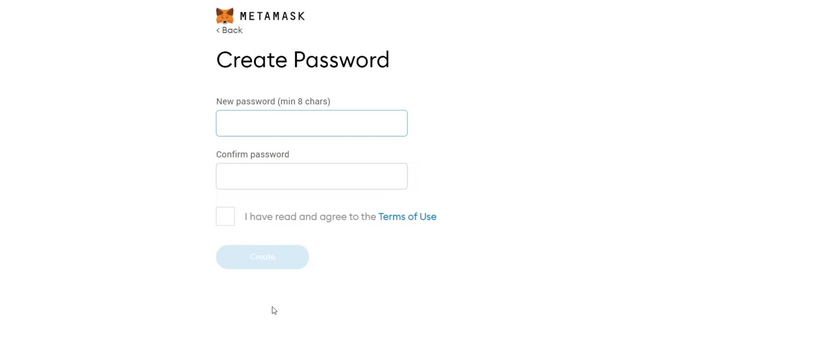 METAMASK
< Back
Create Password
New password (min 8 chars)
Confirm password
I have read and agree to the Terms of Use
Create